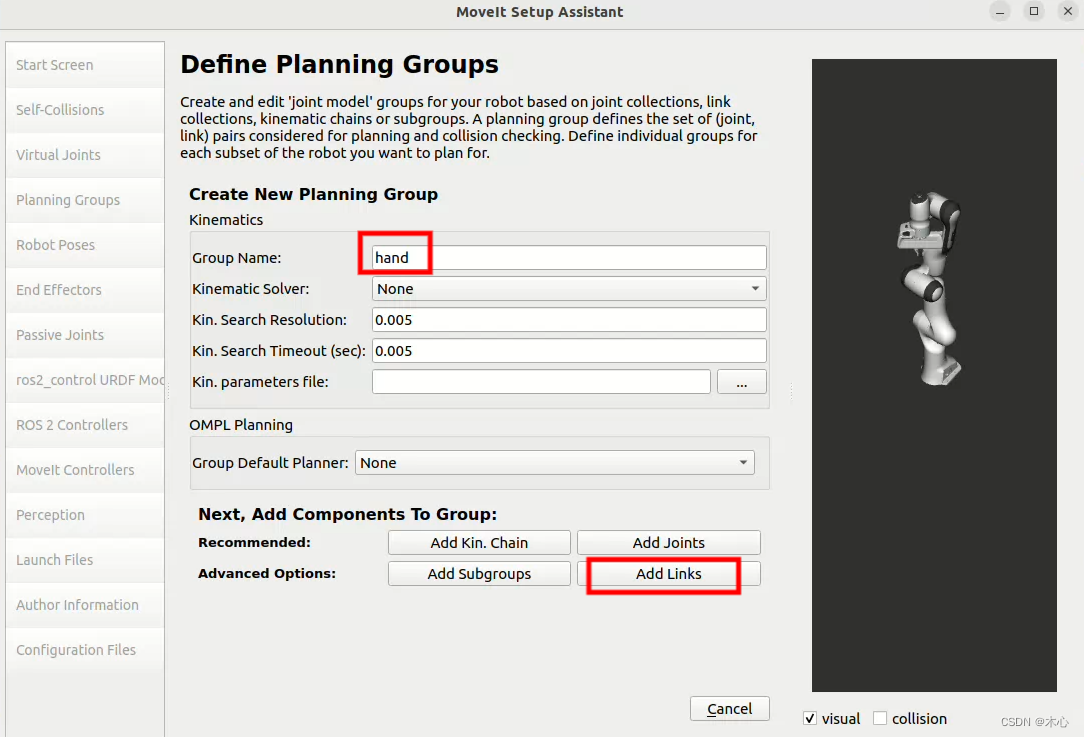 MoveIt Setup Assistant
Start Screen
Self-Collisions
Virtual Joints
Planning Groups
Robot Poses
End Effectors
Passive Joints
ros2_control URDF Moc
ROS 2 Controllers
MoveIt Controllers
Perception
Launch Files
Author Information
Configuration Files
Define Planning Groups
Create and edit 'joint model' groups for your robot based on joint collections, link
collections, kinematic chains or subgroups. A planning group defines the set of (joint,
link) pairs considered for planning and collision checking. Define individual groups for
each subset of the robot you want to plan for.
Create New Planning Group
Kinematics
Group Name: hand
Kinematic Solver: None
Kin. Search Resolution: 0.005
Kin. Search Timeout (sec): 0.005
Kin. parameters file: ...
OMPL Planning
Group Default Planner: None
Next, Add Components To Group:
Recommended: Add Kin. Chain Add Joints
Advanced Options: Add Subgroups Add Links
Cancel
visual collision
CSDN @木心